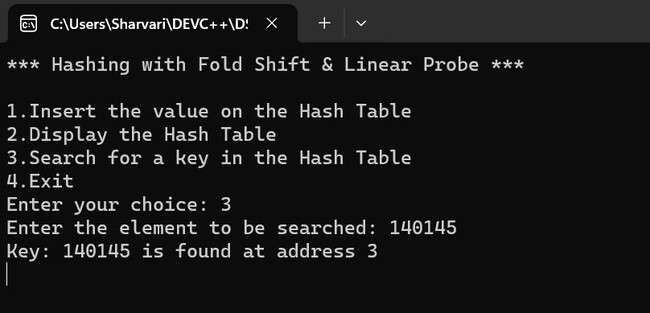 C:\Users\Sharvari\DEVC++\D
*** Hashing with Fold Shift & Linear Probe ***
1.Insert the value on the Hash Table
2.Display the Hash Table
3.Search for a key in the Hash Table
4.Exit
Enter your choice: 3
Enter the element to be searched: 140145
Key: 140145 is found at address 3